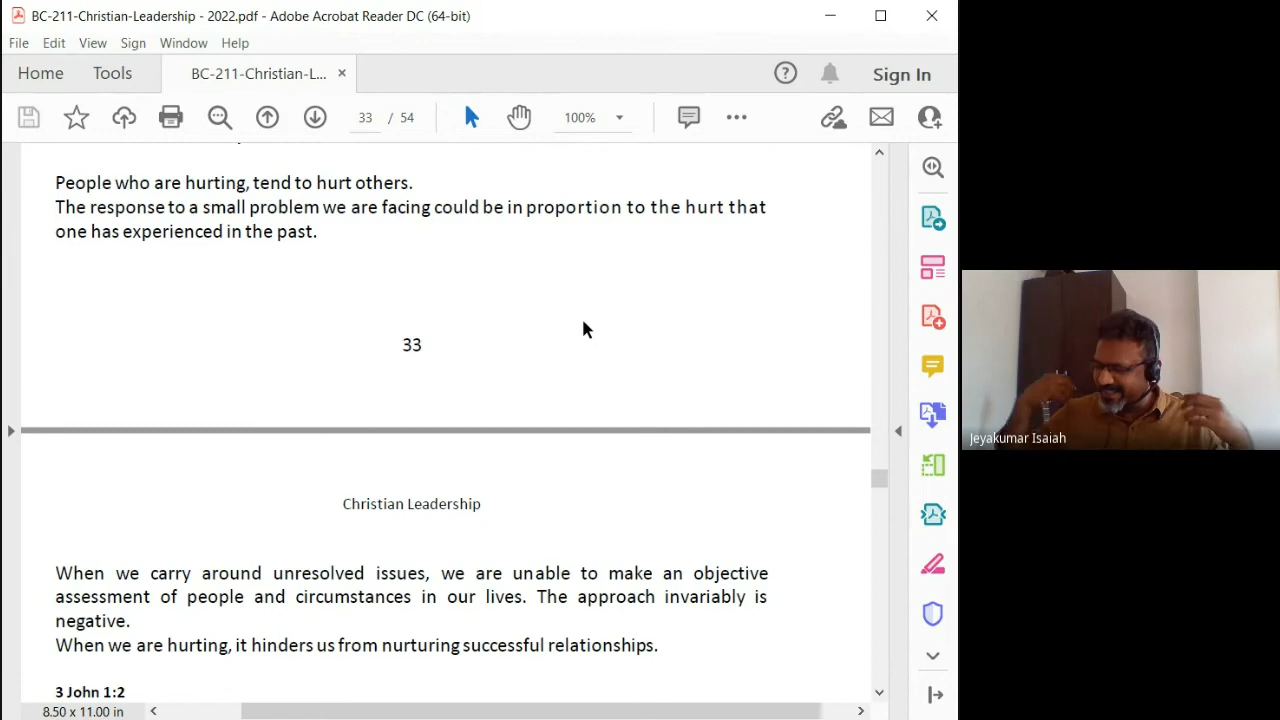 BC-211-Christian-Leadership - 2022.pdf - Adobe Acrobat Reader DC (64-bit)
File Edit View Sign Window Help
Home Tools BC-211-Christian-L... Sign In
33 / 54 100%
People who are hurting, tend to hurt others.
The response to a small problem we are facing could be in proportion to the hurt that
one has experienced in the past.
33
Christian Leadership
When we carry around unresolved issues, we are unable to make an objective
assessment of people and circumstances in our lives. The approach invariably is
negative.
When we are hurting, it hinders us from nurturing successful relationships.
3 John 1:2
8.50 x 11.00 in
Jeyakumar Isaiah